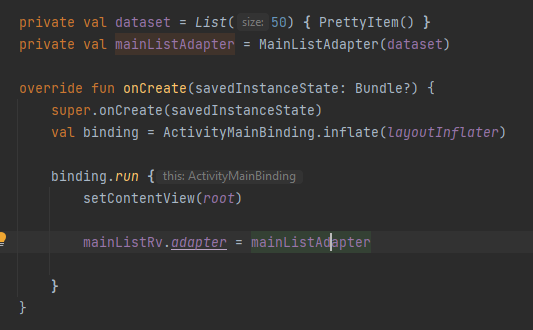 private val dataset = List( size: 50) { PrettyItem() }
private val mainListAdapter = MainListAdapter(dataset)
override fun onCreate(savedInstanceState: Bundle?) {
super.onCreate(savedInstanceState)
val binding = ActivityMainBinding.inflate(layoutInflater)
binding.run { this: ActivityMainBinding
setContentView(root)
mainListRv.adapter = mainListAdapter
}
}